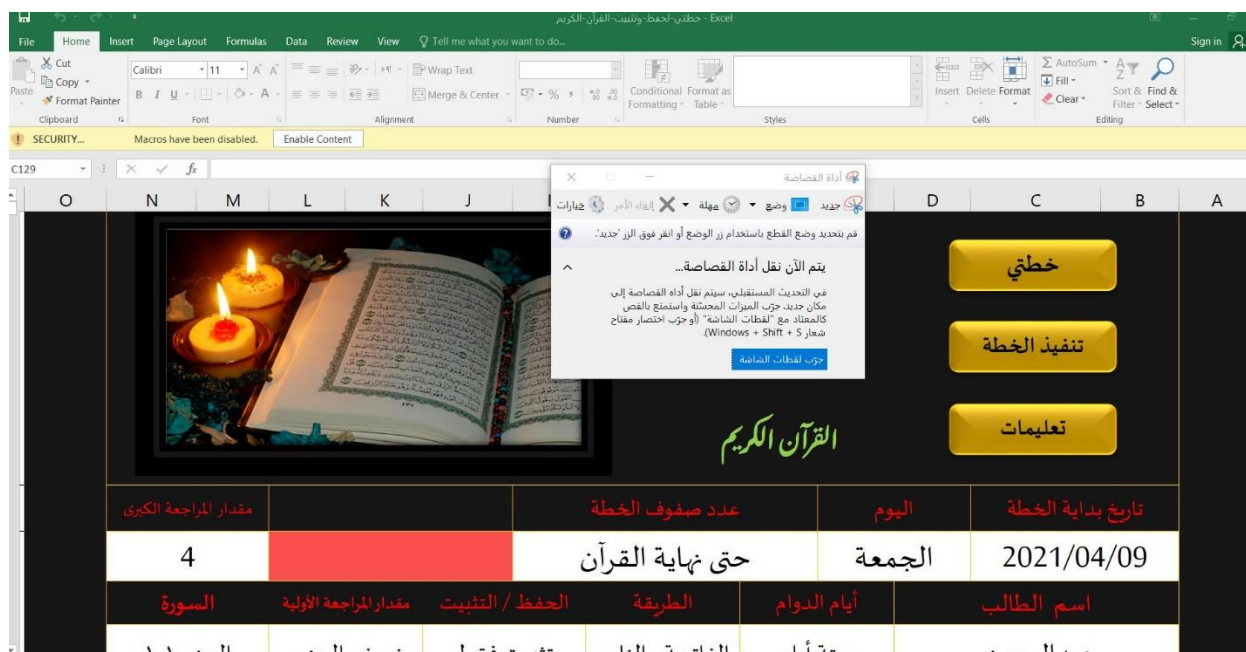 خطتي-لحفظ-وتثبيت-القرآن-الكريم - Excel
File Home Insert Page Layout Formulas Data Review View Tell me what you want to do... Sign in
Cut
Copy
Format Painter
Paste
Calibri 11
B I U
Wrap Text
Merge & Center
% ,
Conditional Formatting
Format as Table
Insert Delete Format
AutoSum
Fill
Clear
Sort & Filter
Find & Select
Clipboard Font Alignment Number Styles Cells Editing
SECURITY... Macros have been disabled. Enable Content
C129 fx
O N M L K J D C B A
أداة القصاصة
جديد وضع مهلة إلغاء الأمر خيارات
قم بتحديد وضع القطع باستخدام زر الوضع أو انقر فوق الزر 'جديد'.
يتم الآن نقل أداة القصاصة...
في التحديث المستقبلي، سيتم نقل أداه القصاصة إلى
مكان جديد. جرّب الميزات المحسّنة واستمتع بالقص
كالمعتاد مع "لقطات الشاشة" (أو جرّب اختصار مفتاح
شعار Windows + Shift + S).
جرّب لقطات الشاشة
خطتي
تنفيذ الخطة
تعليمات
القرآن الكريم
تاريخ بداية الخطة اليوم عدد صفوف الخطة مقدار المراجعة الكبرى
2021/04/09 الجمعة حتى نهاية القرآن 4
اسم الطالب أيام الدوام الطريقة الحفظ / التثبيت مقدار المراجعة الأولية السورة